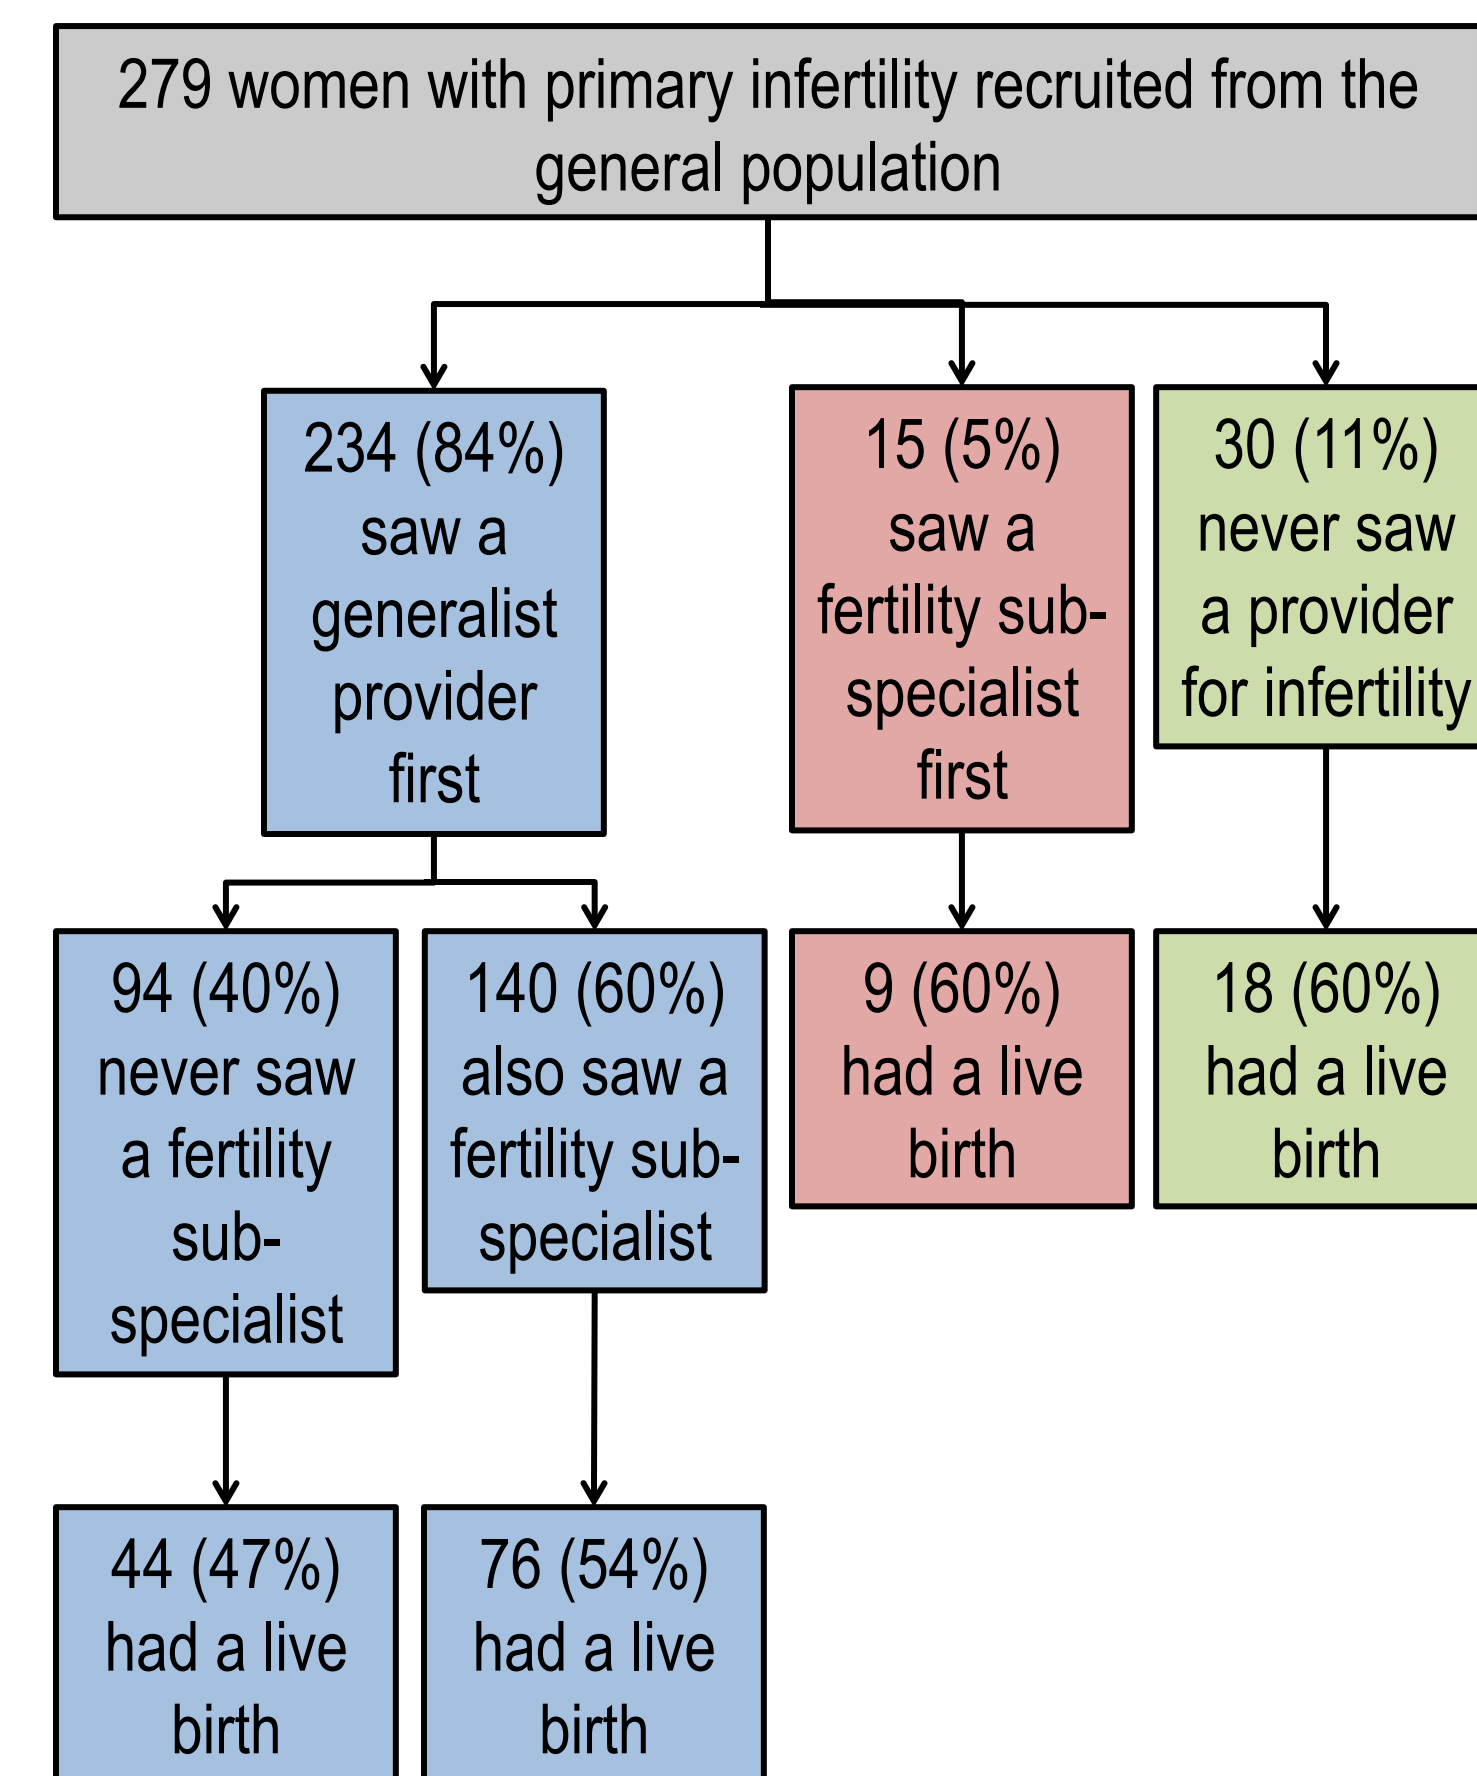 279 women with primary infertility recruited from the
general population
234 (84%)
saw a
generalist
provider
first
15 (5%)
saw a
fertility sub-
specialist
first
30 (11%)
never saw
a provider
for infertility
94 (40%)
never saw
a fertility
sub-
specialist
140 (60%)
also saw a
fertility sub-
specialist
9 (60%)
had a live
birth
18 (60%)
had a live
birth
44 (47%)
had a live
birth
76 (54%)
had a live
birth